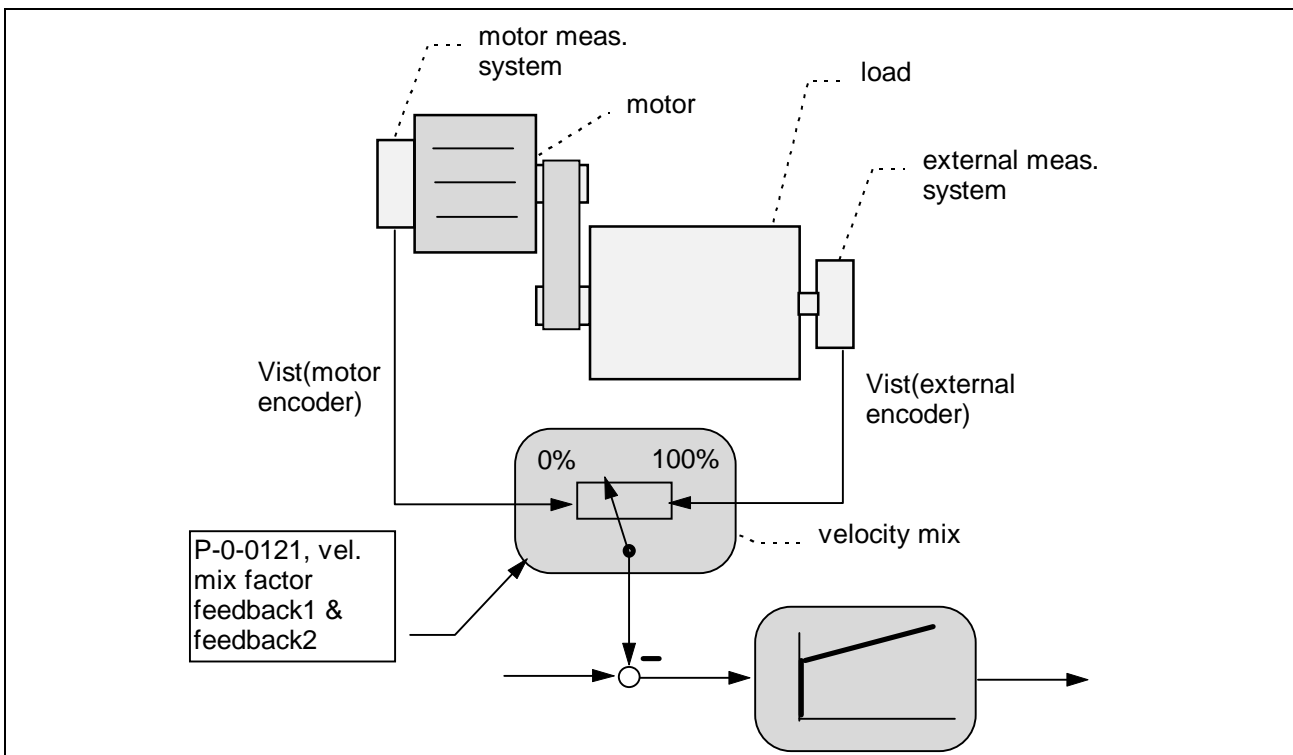 motor meas.
system
load
motor
external meas.
system
Vist(motor
encoder)
Vist(external
encoder)
0%
100%
velocity mix
P-0-0121, vel.
mix factor
feedback1 &
feedback2